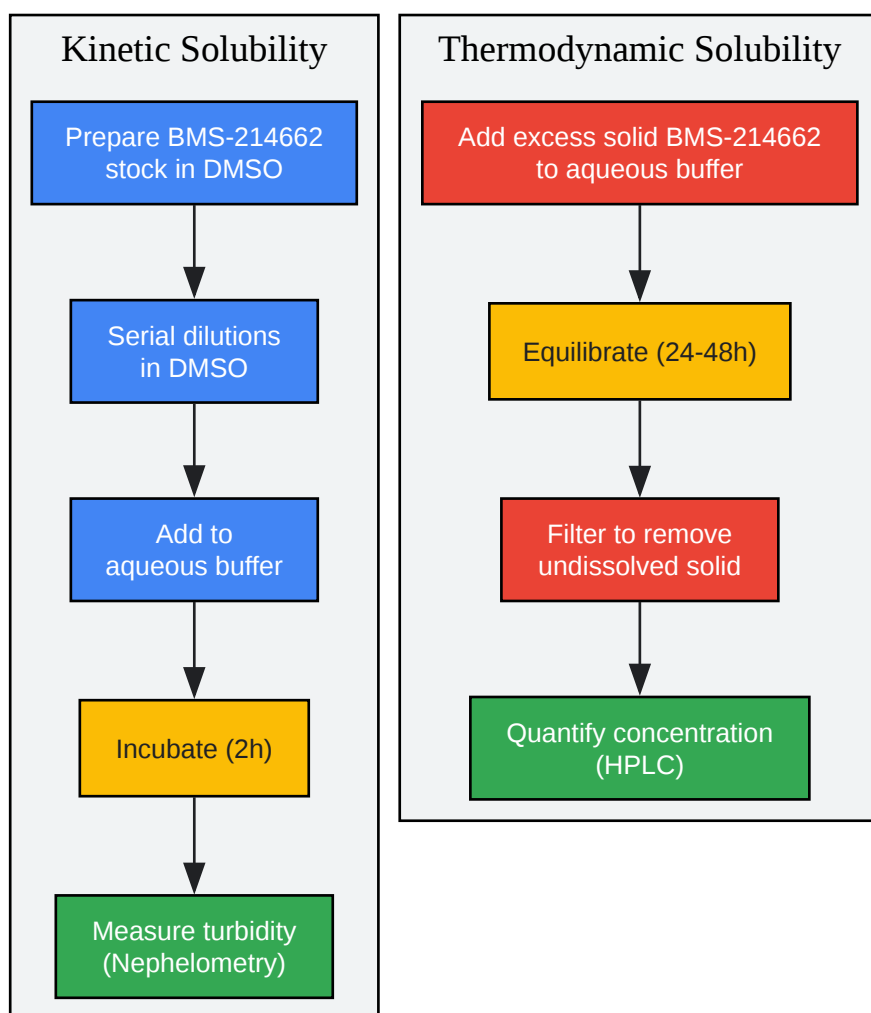 Kinetic Solubility
Prepare BMS-214662
stock in DMSO
Serial dilutions
in DMSO
Add to
aqueous buffer
Incubate (2h)
Measure turbidity
(Nephelometry)
Thermodynamic Solubility
Add excess solid BMS-214662
to aqueous buffer
Equilibrate (24-48h)
Filter to remove
undissolved solid
Quantify concentration
(HPLC)